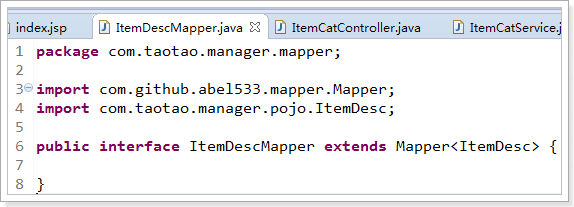 index.jsp ItemDescMapper.java ItemCatController.java ItemCatService.j
1 package com.taotao.manager.mapper;
2
3 import com.github.abel533.mapper.Mapper;
4 import com.taotao.manager.pojo.ItemDesc;
5
6 public interface ItemDescMapper extends Mapper<ItemDesc> {
7
8 }